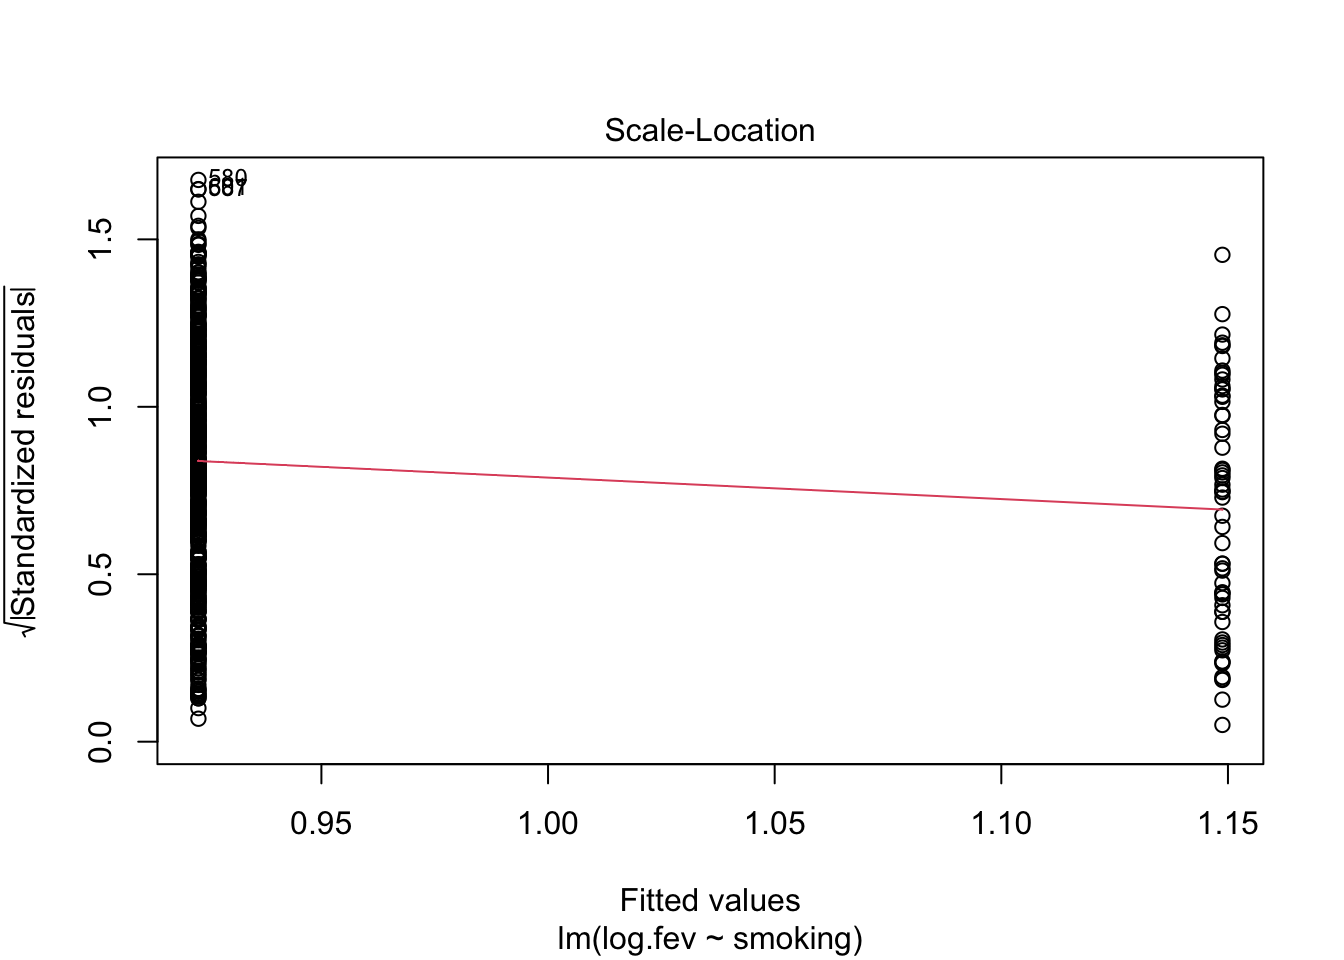 Scale-Location
580
√|Standardized residuals|
1.5
1.0
0.5
0.0
0.95 1.00 1.05 1.10 1.15
Fitted values
lm(log.fev ~ smoking)